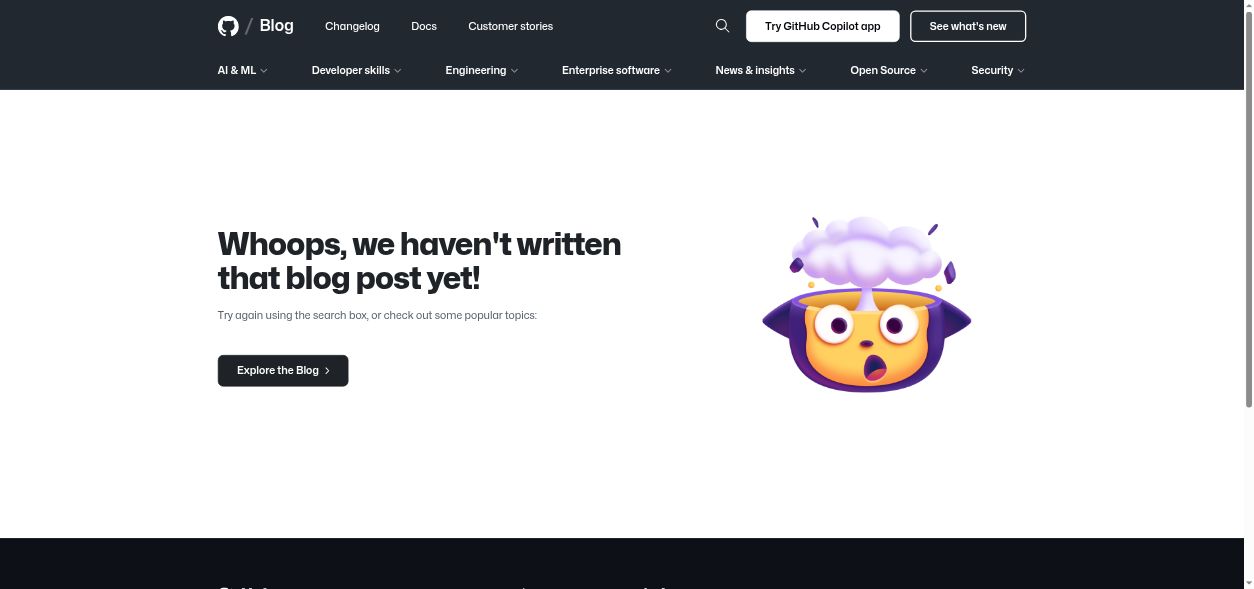 / Blog
Changelog
Docs
Customer stories
Try GitHub Copilot app
See what's new
AI & ML
Developer skills
Engineering
Enterprise software
News & insights
Open Source
Security
Whoops, we haven't written
that blog post yet!
Try again using the search box, or check out some popular topics:
Explore the Blog